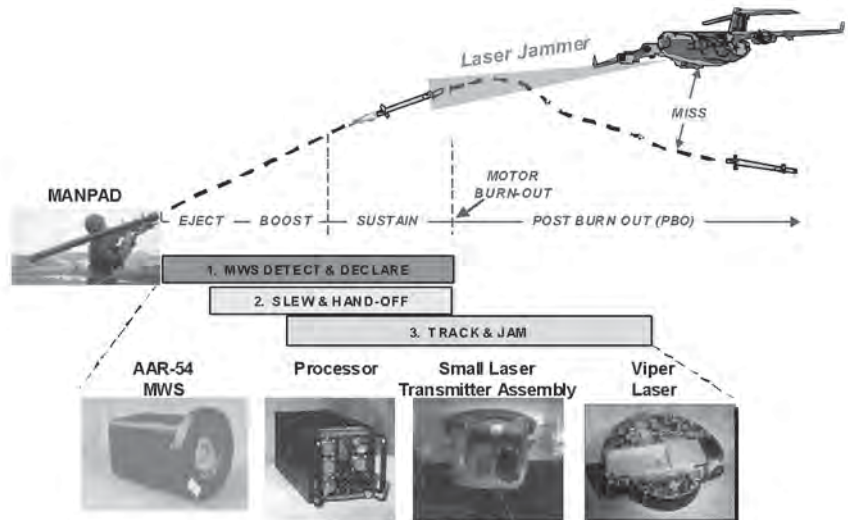 Laser Jammer
MISS
MANPAD
MOTOR
BURN-OUT
EJECT — BOOST — SUSTAIN
POST BURN OUT (PBO)
1. MWS DETECT & DECLARE
2. SLEW & HAND-OFF
3. TRACK & JAM
AAR-54
MWS
Processor
Small Laser
Transmitter Assembly
Viper
Laser